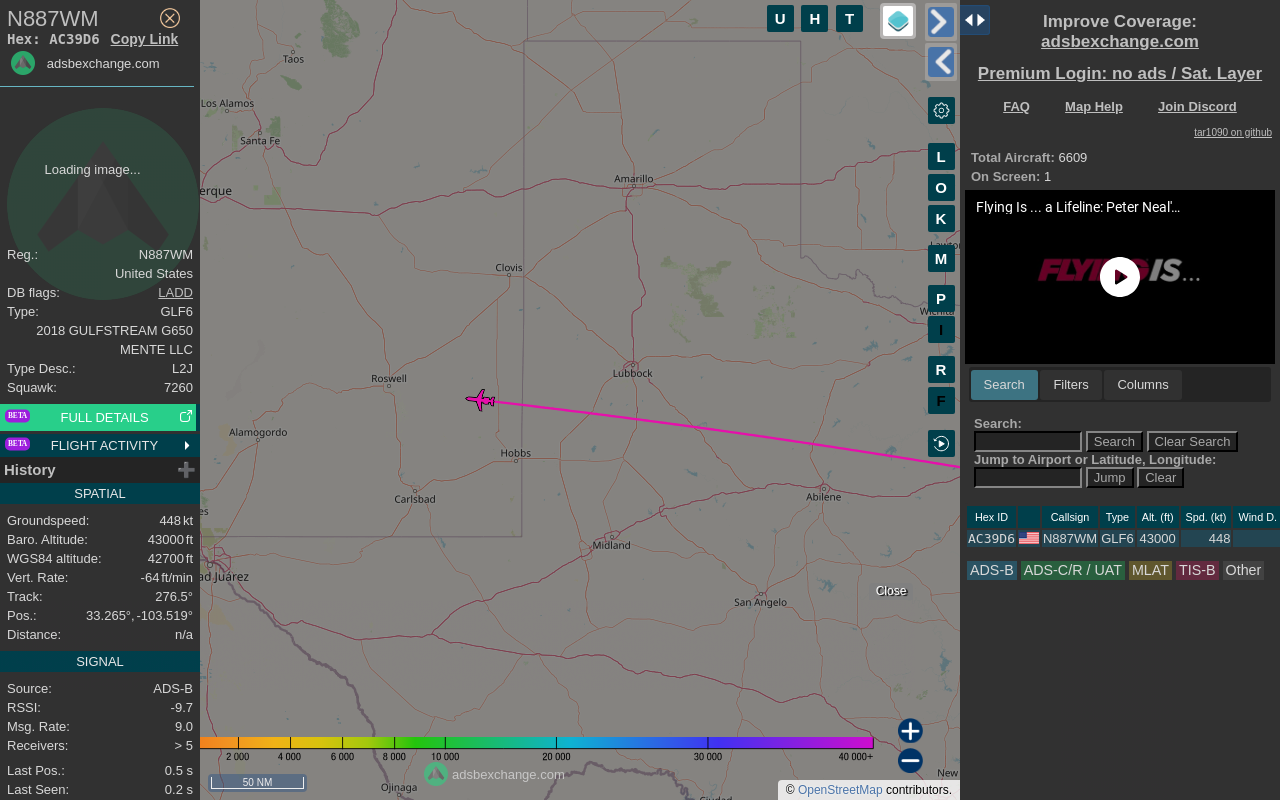 N887WM
Hex: AC39D6 Copy Link
adsbexchange.com
Loading image...
Reg.: N887WM
United States
DB flags: LADD
Type: GLF6
2018 GULFSTREAM G650
MENTE LLC
Type Desc.: L2J
Squawk: 7260
BETA FULL DETAILS
BETA FLIGHT ACTIVITY
History
SPATIAL
Groundspeed: 448 kt
Baro. Altitude: 43000 ft
WGS84 altitude: 42700 ft
Vert. Rate: -64 ft/min
Track: 276.5°
Pos.: 33.265°, -103.519°
Distance: n/a
SIGNAL
Source: ADS-B
RSSI: -9.7
Msg. Rate: 9.0
Receivers: > 5
Last Pos.: 0.5 s
Last Seen: 0.2 s
U H T
Taos
Los Alamos
Santa Fe
erque
Amarillo
Clovis
Lawton
Wichita
Roswell
Lubbock
Alamogordo
Hobbs
Carlsbad
Abilene
es
Midland
ad Juárez
San Angelo
Close
Ojinaga
Ciudad
New
L
O
K
M
P
I
R
F
2 000 4 000 6 000 8 000 10 000 20 000 30 000 40 000+
50 NM
adsbexchange.com
© OpenStreetMap contributors.
Improve Coverage:
adsbexchange.com
Premium Login: no ads / Sat. Layer
FAQ Map Help Join Discord
tar1090 on github
Total Aircraft: 6609
On Screen: 1
Flying Is ... a Lifeline: Peter Neal'...
FLYING IS...
Search Filters Columns
Search:
Search Clear Search
Jump to Airport or Latitude, Longitude:
Jump Clear
Hex ID Callsign Type Alt. (ft) Spd. (kt) Wind D.
AC39D6 N887WM GLF6 43000 448
ADS-B ADS-C/R / UAT MLAT TIS-B Other